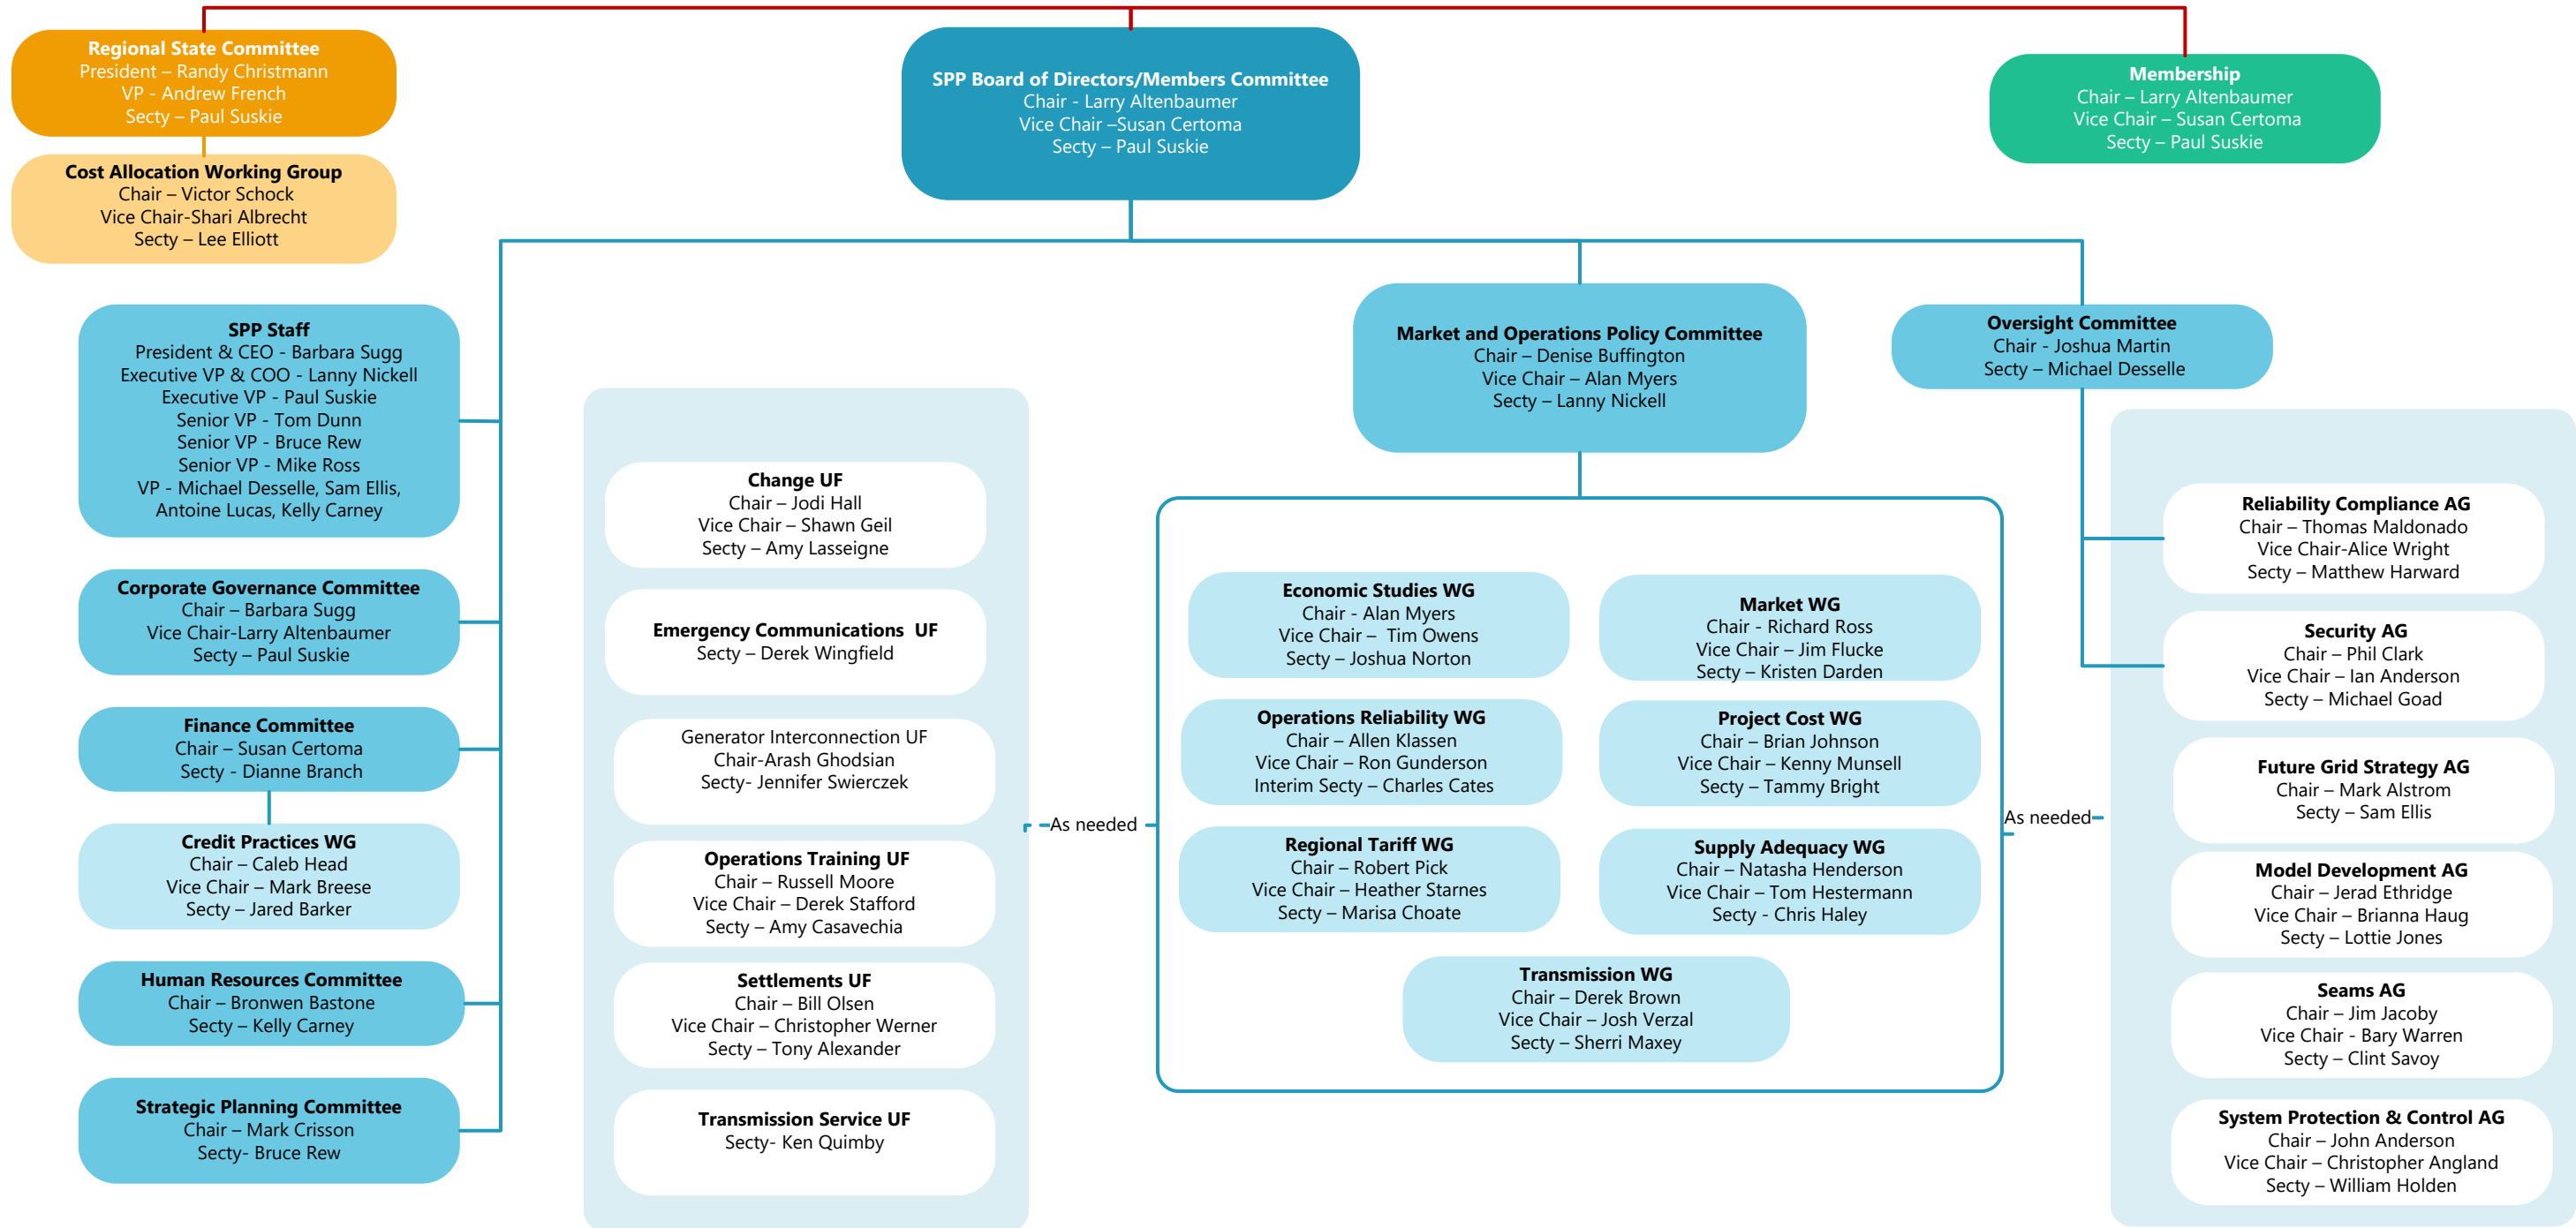 Regional State Committee
President – Randy Christmann
VP - Andrew French
Secty – Paul Suskie
SPP Board of Directors/Members Committee
Chair - Larry Altenbaumer
Vice Chair –Susan Certoma
Secty – Paul Suskie
Membership
Chair – Larry Altenbaumer
Vice Chair – Susan Certoma
Secty – Paul Suskie
Cost Allocation Working Group
Chair – Victor Schock
Vice Chair-Shari Albrecht
Secty – Lee Elliott
SPP Staff
President & CEO - Barbara Sugg
Executive VP & COO - Lanny Nickell
Executive VP - Paul Suskie
Senior VP - Tom Dunn
Senior VP - Bruce Rew
Senior VP - Mike Ross
VP - Michael Desselle, Sam Ellis,
Antoine Lucas, Kelly Carney
Corporate Governance Committee
Chair – Barbara Sugg
Vice Chair-Larry Altenbaumer
Secty – Paul Suskie
Finance Committee
Chair – Susan Certoma
Secty - Dianne Branch
Credit Practices WG
Chair – Caleb Head
Vice Chair – Mark Breese
Secty – Jared Barker
Human Resources Committee
Chair – Bronwen Bastone
Secty – Kelly Carney
Strategic Planning Committee
Chair – Mark Crisson
Secty- Bruce Rew
Change UF
Chair – Jodi Hall
Vice Chair – Shawn Geil
Secty – Amy Lasseigne
Emergency Communications  UF
Secty – Derek Wingfield
Generator Interconnection UF
Chair-Arash Ghodsian
Secty- Jennifer Swierczek
Operations Training UF
Chair – Russell Moore
Vice Chair – Derek Stafford
Secty – Amy Casavechia
Settlements UF
Chair – Bill Olsen
Vice Chair – Christopher Werner
Secty – Tony Alexander
Transmission Service UF
Secty- Ken Quimby
As needed
Market and Operations Policy Committee
Chair – Denise Buffington
Vice Chair – Alan Myers
Secty – Lanny Nickell
Economic Studies WG
Chair - Alan Myers
Vice Chair –  Tim Owens
Secty – Joshua Norton
Market WG
Chair - Richard Ross
Vice Chair – Jim Flucke
Secty – Kristen Darden
Operations Reliability WG
Chair – Allen Klassen
Vice Chair – Ron Gunderson
Interim Secty – Charles Cates
Project Cost WG
Chair – Brian Johnson
Vice Chair – Kenny Munsell
Secty – Tammy Bright
Regional Tariff WG
Chair – Robert Pick
Vice Chair – Heather Starnes
Secty – Marisa Choate
Supply Adequacy WG
Chair – Natasha Henderson
Vice Chair – Tom Hestermann
Secty - Chris Haley
Transmission WG
Chair – Derek Brown
Vice Chair – Josh Verzal
Secty – Sherri Maxey
As needed
Oversight Committee
Chair - Joshua Martin
Secty – Michael Desselle
Reliability Compliance AG
Chair – Thomas Maldonado
Vice Chair-Alice Wright
Secty – Matthew Harward
Security AG
Chair – Phil Clark
Vice Chair – Ian Anderson
Secty – Michael Goad
Future Grid Strategy AG
Chair – Mark Alstrom
Secty – Sam Ellis
Model Development AG
Chair – Jerad Ethridge
Vice Chair – Brianna Haug
Secty – Lottie Jones
Seams AG
Chair – Jim Jacoby
Vice Chair - Bary Warren
Secty – Clint Savoy
System Protection & Control AG
Chair – John Anderson
Vice Chair – Christopher Angland
Secty – William Holden